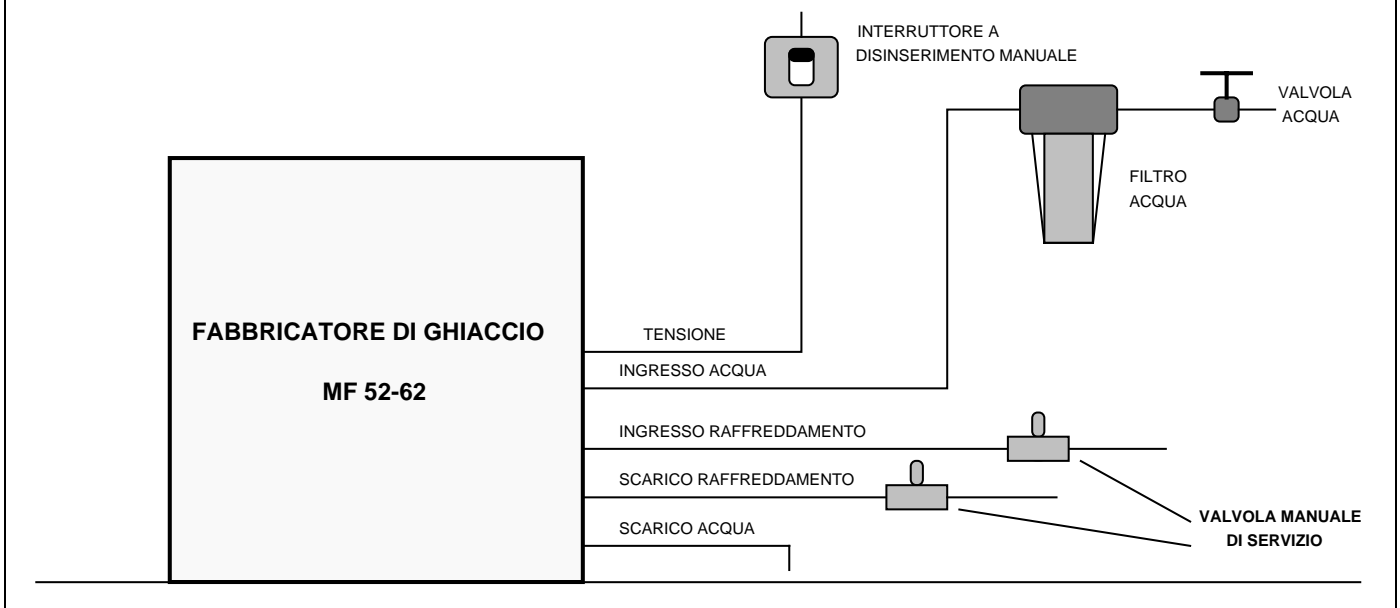 INTERRUTTORE A
DISINSERIMENTO MANUALE
VALVOLA
ACQUA
FILTRO
ACQUA
FABBRICATORE DI GHIACCIO
MF 52-62
TENSIONE
INGRESSO ACQUA
INGRESSO RAFFREDDAMENTO
SCARICO RAFFREDDAMENTO
SCARICO ACQUA
VALVOLA MANUALE
DI SERVIZIO